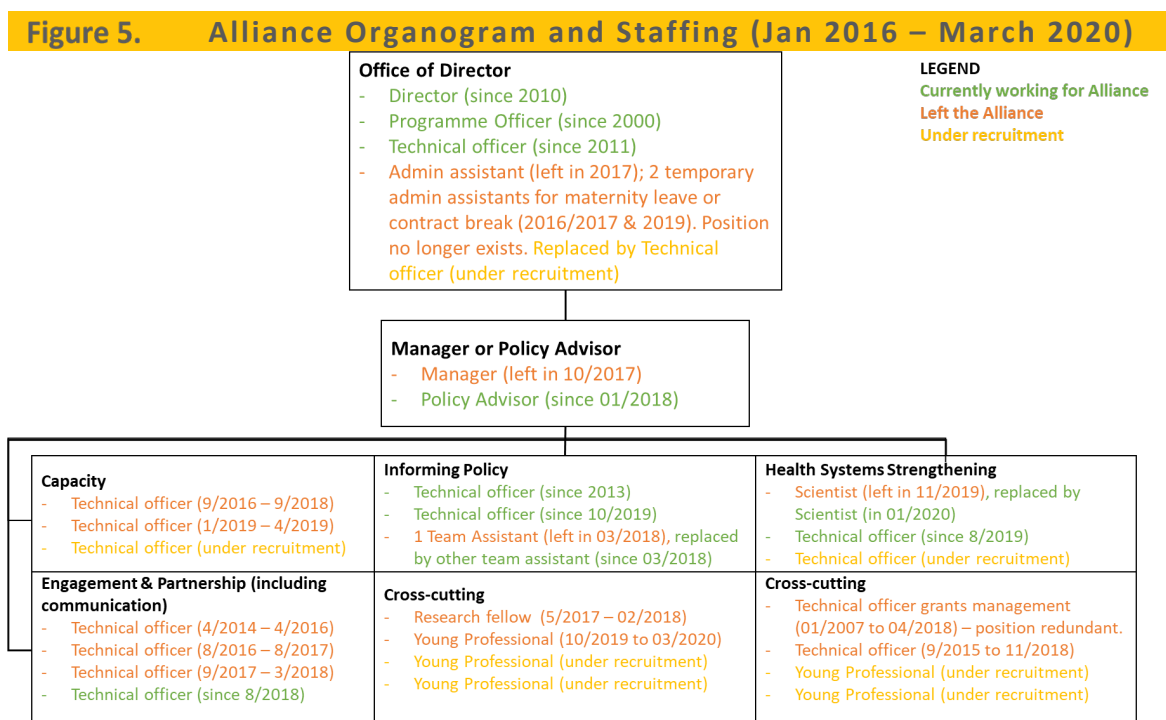 Figure 5. Alliance Organogram and Staffing (Jan 2016 – March 2020)
Office of Director
- Director (since 2010)
- Programme Officer (since 2000)
- Technical officer (since 2011)
- Admin assistant (left in 2017); 2 temporary
admin assistants for maternity leave or
contract break (2016/2017 & 2019). Position
no longer exists. Replaced by Technical
officer (under recruitment)
LEGEND
Currently working for Alliance
Left the Alliance
Under recruitment
Manager or Policy Advisor
- Manager (left in 10/2017)
- Policy Advisor (since 01/2018)
Capacity
- Technical officer (9/2016 – 9/2018)
- Technical officer (1/2019 – 4/2019)
- Technical officer (under recruitment)
Informing Policy
- Technical officer (since 2013)
- Technical officer (since 10/2019)
- 1 Team Assistant (left in 03/2018), replaced
by other team assistant (since 03/2018)
Health Systems Strengthening
- Scientist (left in 11/2019), replaced by
Scientist (in 01/2020)
- Technical officer (since 8/2019)
- Technical officer (under recruitment)
Engagement & Partnership (including
communication)
- Technical officer (4/2014 – 4/2016)
- Technical officer (8/2016 – 8/2017)
- Technical officer (9/2017 – 3/2018)
- Technical officer (since 8/2018)
Cross-cutting
- Research fellow (5/2017 – 02/2018)
- Young Professional (10/2019 to 03/2020)
- Young Professional (under recruitment)
- Young Professional (under recruitment)
Cross-cutting
- Technical officer grants management
(01/2007 to 04/2018) – position redundant.
- Technical officer (9/2015 to 11/2018)
- Young Professional (under recruitment)
- Young Professional (under recruitment)